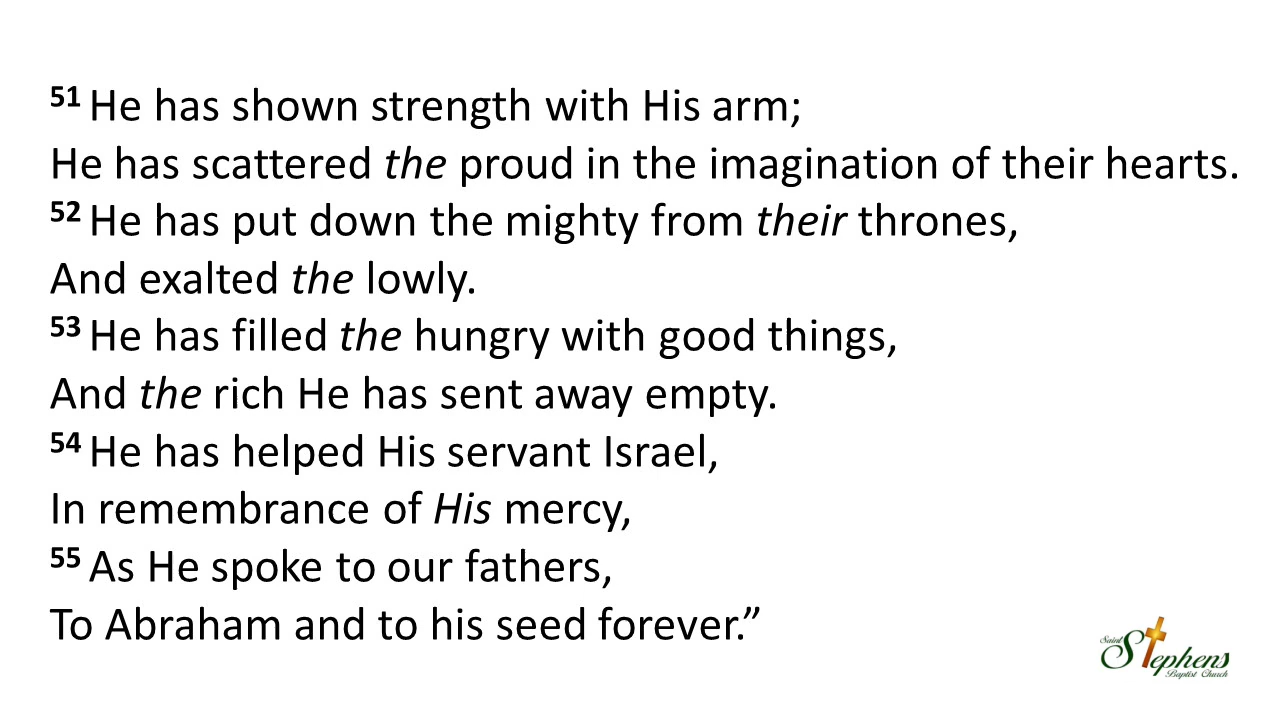 51 He has shown strength with His arm;
He has scattered the proud in the imagination of their hearts.
52 He has put down the mighty from their thrones,
And exalted the lowly.
53 He has filled the hungry with good things,
And the rich He has sent away empty.
54 He has helped His servant Israel,
In remembrance of His mercy,
55 As He spoke to our fathers,
To Abraham and to his seed forever.”
Saint
Stephens
Baptist Church